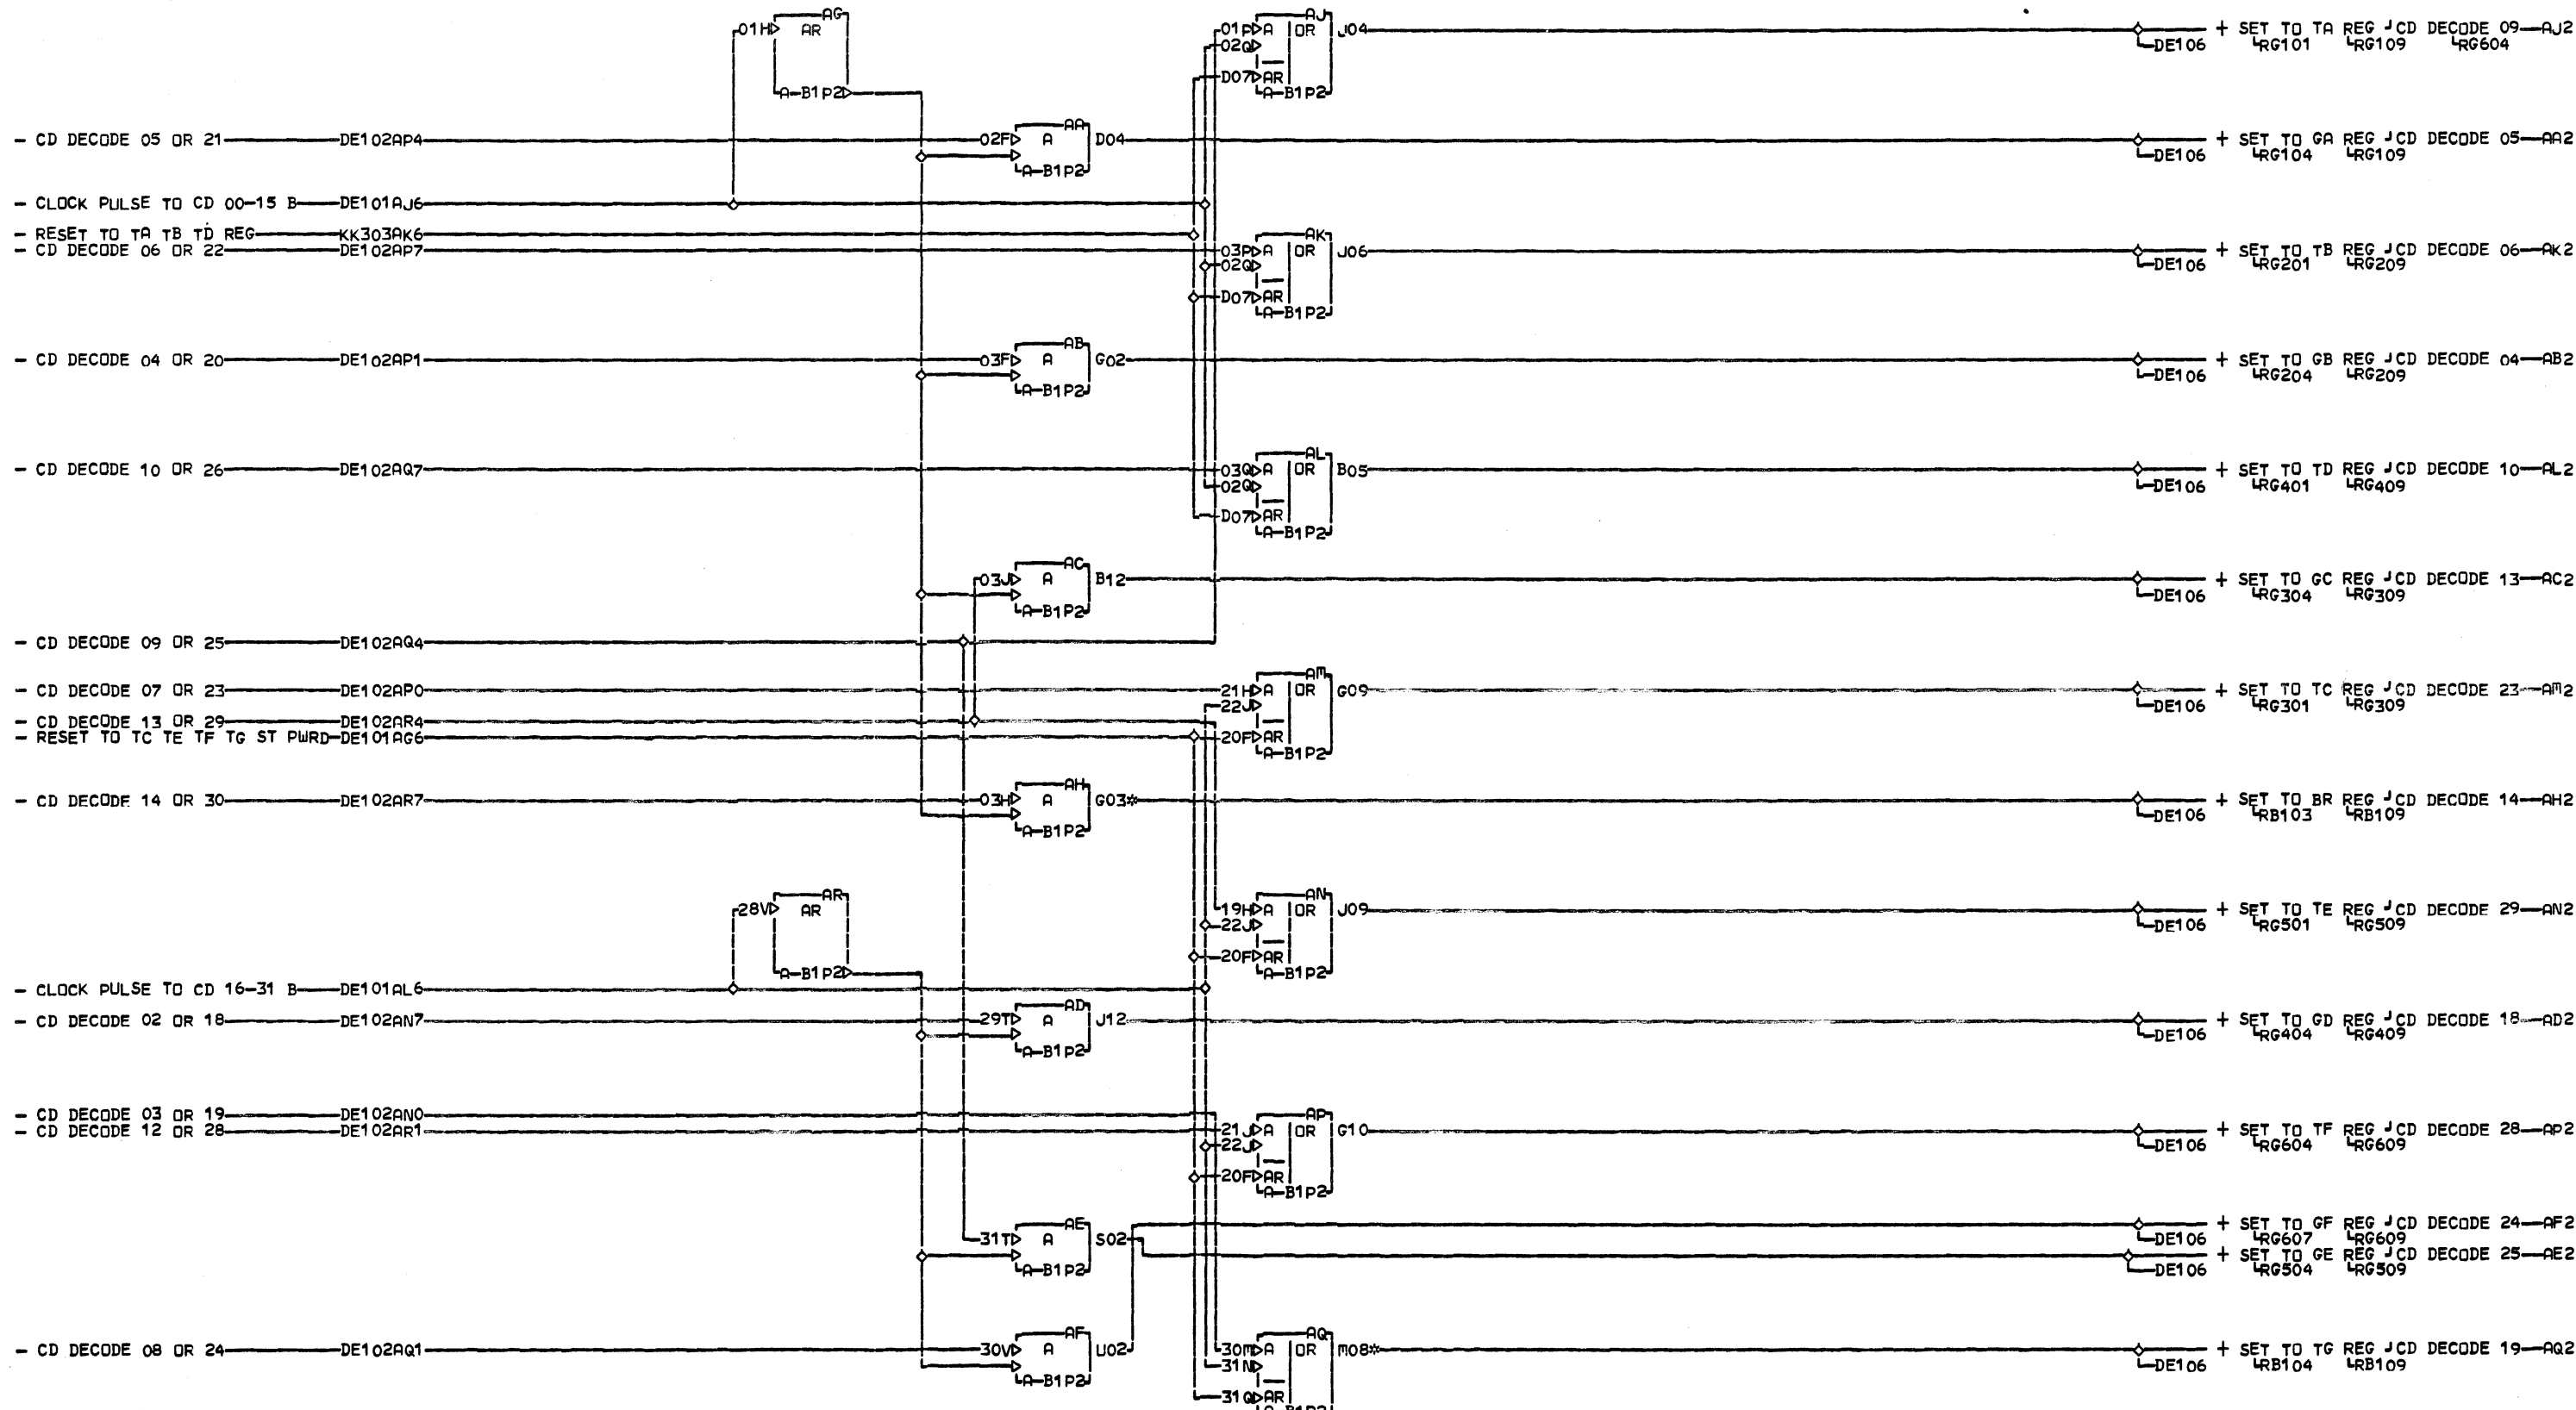 AG
01H AR
A-B1P2
AJ
01P A OR J04
02Q
D07 AR
A-B1P2
+ SET TO TA REG CD DECODE 09 AJ2
DE106 RG101 RG109 RG604
- CD DECODE 05 OR 21 DE102AP4
AA
02F A D04
A-B1P2
+ SET TO GA REG CD DECODE 05 AA2
DE106 RG104 RG109
- CLOCK PULSE TO CD 00-15 B DE101AJ6
- RESET TO TA TB TD REG KK303AK6
- CD DECODE 06 OR 22 DE102AP7
AK
03P A OR J06
02Q
D07 AR
A-B1P2
+ SET TO TB REG CD DECODE 06 AK2
DE106 RG201 RG209
- CD DECODE 04 OR 20 DE102AP1
AB
03F A G02
A-B1P2
+ SET TO GB REG CD DECODE 04 AB2
DE106 RG204 RG209
- CD DECODE 10 OR 26 DE102AQ7
AL
03Q A OR B05
02Q
D07 AR
A-B1P2
+ SET TO TD REG CD DECODE 10 AL2
DE106 RG401 RG409
AC
03J A B12
A-B1P2
+ SET TO GC REG CD DECODE 13 AC2
DE106 RG304 RG309
- CD DECODE 09 OR 25 DE102AQ4
- CD DECODE 07 OR 23 DE102AP0
AM
21H A OR G09
22J
20F AR
A-B1P2
+ SET TO TC REG CD DECODE 23 AM2
DE106 RG301 RG309
- CD DECODE 13 OR 29 DE102AR4
- RESET TO TC TE TF TG ST PWRD DE101AG6
- CD DECODE 14 OR 30 DE102AR7
AH
03H A G03*
A-B1P2
+ SET TO BR REG CD DECODE 14 AH2
DE106 RB103 RB109
AR
28V AR
A-B1P2
AN
19H A OR J09
22J
20F AR
A-B1P2
+ SET TO TE REG CD DECODE 29 AN2
DE106 RG501 RG509
- CLOCK PULSE TO CD 16-31 B DE101AL6
- CD DECODE 02 OR 18 DE102AN7
AD
29T A J12
A-B1P2
+ SET TO GD REG CD DECODE 18 AD2
DE106 RG404 RG409
- CD DECODE 03 OR 19 DE102AN0
- CD DECODE 12 OR 28 DE102AR1
AP
21J A OR G10
22J
20F AR
A-B1P2
+ SET TO TF REG CD DECODE 28 AP2
DE106 RG604 RG609
AE
31T A S02
A-B1P2
+ SET TO GF REG CD DECODE 24 AF2
DE106 RG607 RG609
+ SET TO GE REG CD DECODE 25 AE2
DE106 RG504 RG509
- CD DECODE 08 OR 24 DE102AQ1
AF
30V A U02
A-B1P2
AQ
30M A OR M08*
31N
31Q AR
A-B1P2
+ SET TO TG REG CD DECODE 19 AQ2
DE106 RB104 RB109